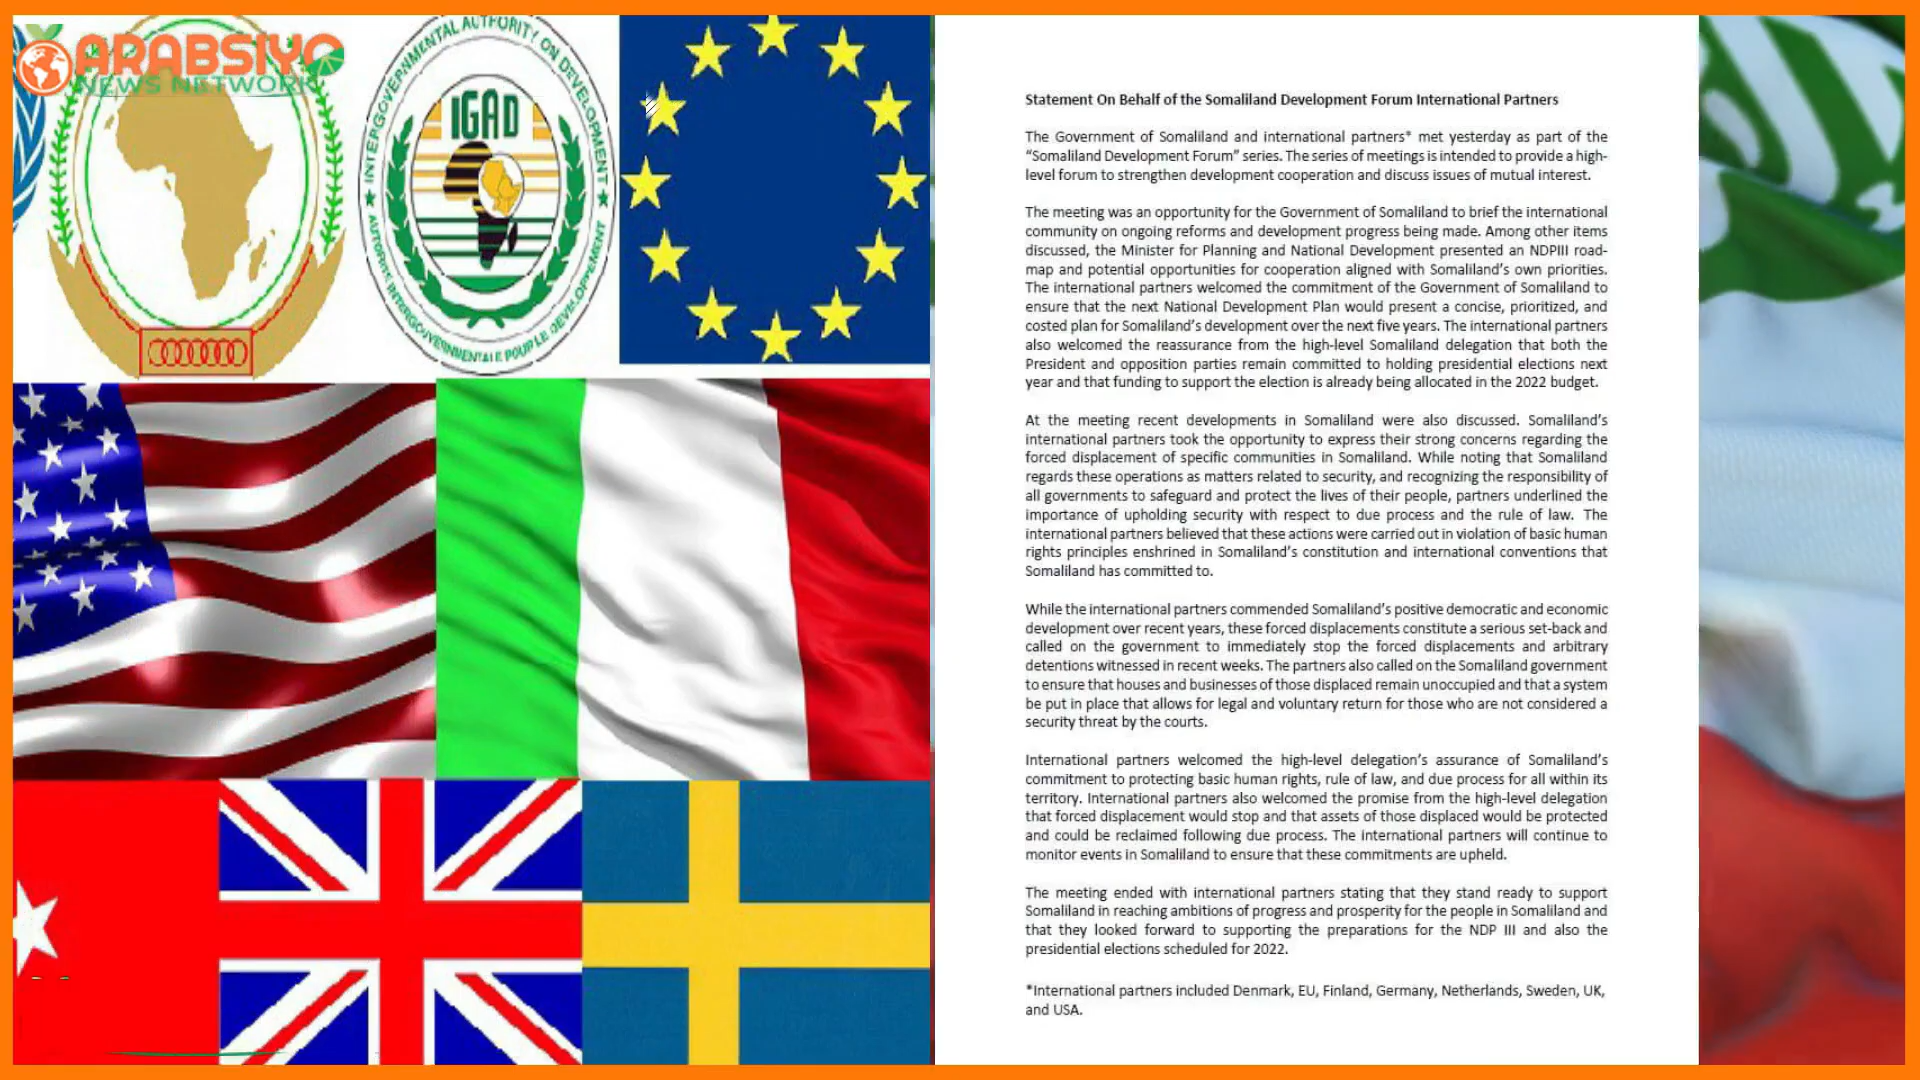 ARABSIYO
NEWS NETWORK
INTERGOVERNMENTAL AUTHORITY ON DEVELOPMENT
IGAD
AUTORITE INTERGOUVERNEMENTALE POUR LE DEVELOPPEMENT
Statement On Behalf of the Somaliland Development Forum International Partners
The Government of Somaliland and international partners* met yesterday as part of the
“Somaliland Development Forum” series. The series of meetings is intended to provide a high-
level forum to strengthen development cooperation and discuss issues of mutual interest.
The meeting was an opportunity for the Government of Somaliland to brief the international
community on ongoing reforms and development progress being made. Among other items
discussed, the Minister for Planning and National Development presented an NDPIII road-
map and potential opportunities for cooperation aligned with Somaliland’s own priorities.
The international partners welcomed the commitment of the Government of Somaliland to
ensure that the next National Development Plan would present a concise, prioritized, and
costed plan for Somaliland’s development over the next five years. The international partners
also welcomed the reassurance from the high-level Somaliland delegation that both the
President and opposition parties remain committed to holding presidential elections next
year and that funding to support the election is already being allocated in the 2022 budget.
At the meeting recent developments in Somaliland were also discussed. Somaliland’s
international partners took the opportunity to express their strong concerns regarding the
forced displacement of specific communities in Somaliland. While noting that Somaliland
regards these operations as matters related to security, and recognizing the responsibility of
all governments to safeguard and protect the lives of their people, partners underlined the
importance of upholding security with respect to due process and the rule of law. The
international partners believed that these actions were carried out in violation of basic human
rights principles enshrined in Somaliland’s constitution and international conventions that
Somaliland has committed to.
While the international partners commended Somaliland’s positive democratic and economic
development over recent years, these forced displacements constitute a serious set-back and
called on the government to immediately stop the forced displacements and arbitrary
detentions witnessed in recent weeks. The partners also called on the Somaliland government
to ensure that houses and businesses of those displaced remain unoccupied and that a system
be put in place that allows for legal and voluntary return for those who are not considered a
security threat by the courts.
International partners welcomed the high-level delegation’s assurance of Somaliland’s
commitment to protecting basic human rights, rule of law, and due process for all within its
territory. International partners also welcomed the promise from the high-level delegation
that forced displacement would stop and that assets of those displaced would be protected
and could be reclaimed following due process. The international partners will continue to
monitor events in Somaliland to ensure that these commitments are upheld.
The meeting ended with international partners stating that they stand ready to support
Somaliland in reaching ambitions of progress and prosperity for the people in Somaliland and
that they looked forward to supporting the preparations for the NDP III and also the
presidential elections scheduled for 2022.
*International partners included Denmark, EU, Finland, Germany, Netherlands, Sweden, UK,
and USA.